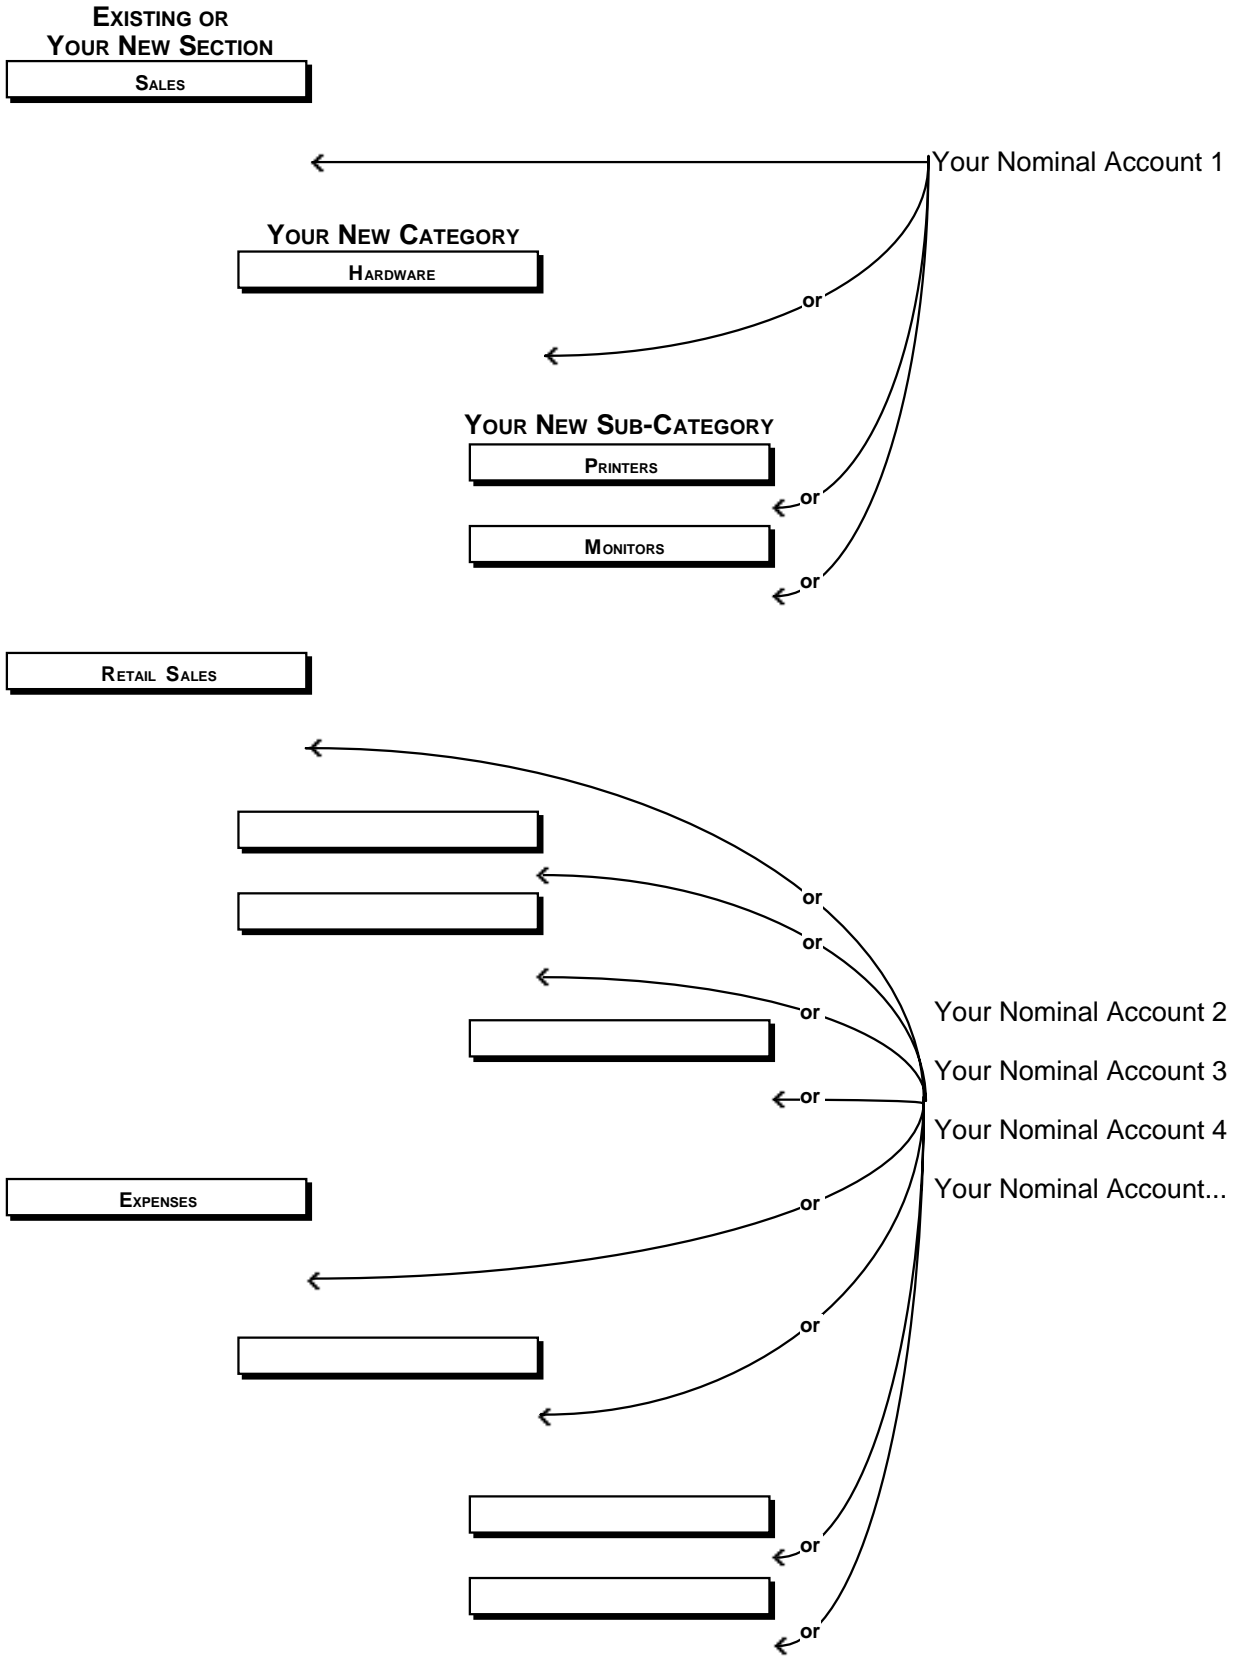 EXISTING OR
YOUR NEW SECTION
SALES
Your Nominal Account 1
YOUR NEW CATEGORY
HARDWARE
or
YOUR NEW SUB-CATEGORY
PRINTERS
or
MONITORS
or
RETAIL SALES
or
or
or
Your Nominal Account 2
Your Nominal Account 3
or
Your Nominal Account 4
Your Nominal Account...
EXPENSES
or
or
or
or